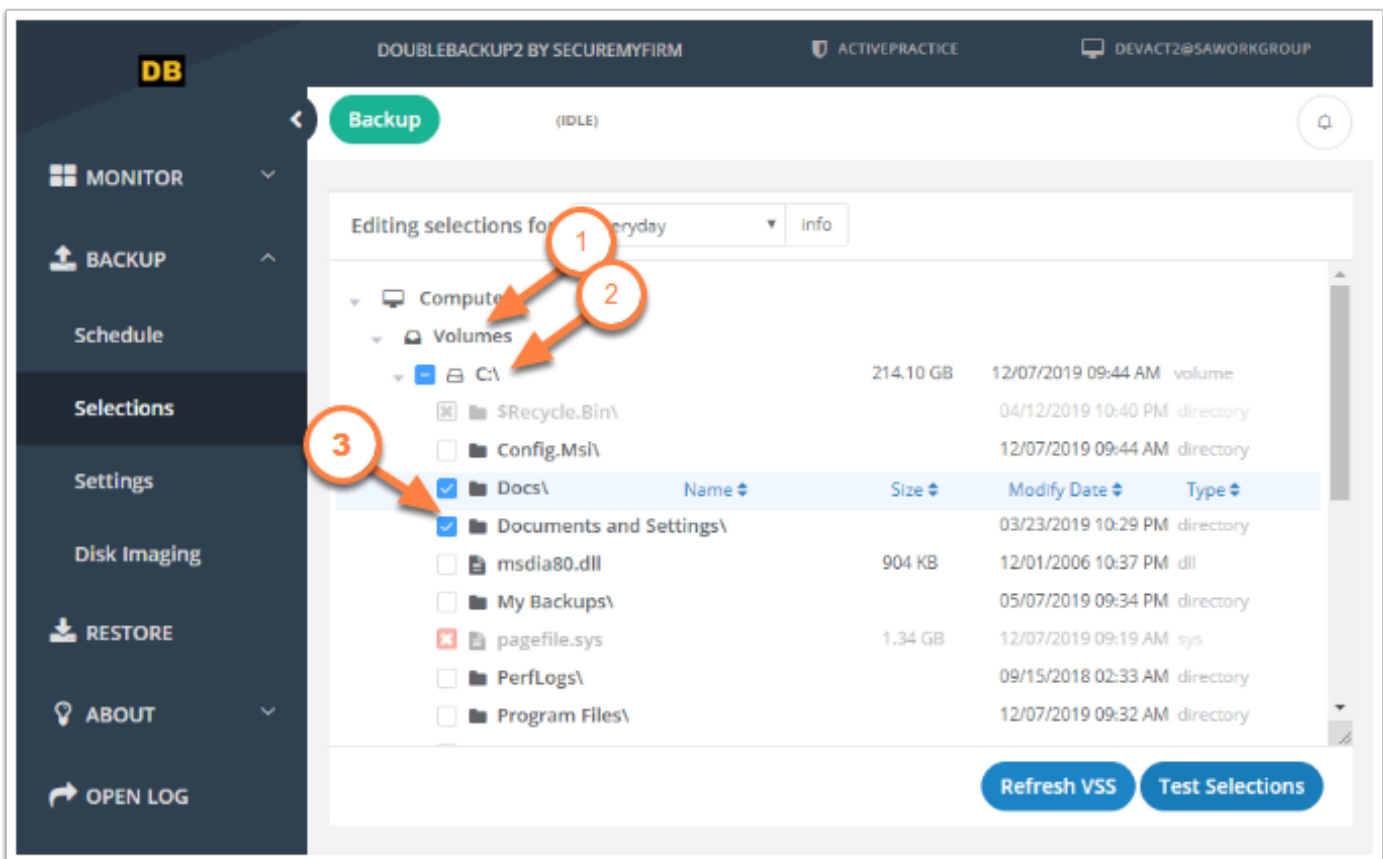 DB
DOUBLEBACKUP2 BY SECUREMYFIRM
ACTIVEPRACTICE
DEVACT2@SAWORKGROUP
Backup
(IDLE)
MONITOR
BACKUP
Schedule
Selections
Settings
Disk Imaging
RESTORE
ABOUT
OPEN LOG
Editing selections for eryday info
1
2
Compute
Volumes
C:\ 214.10 GB 12/07/2019 09:44 AM volume
$Recycle.Bin\ 04/12/2019 10:40 PM directory
3
Config.Msi\ 12/07/2019 09:44 AM directory
Docs\ Name Size Modify Date Type
Documents and Settings\ 03/23/2019 10:29 PM directory
msdia80.dll 904 KB 12/01/2006 10:37 PM dll
My Backups\ 05/07/2019 09:34 PM directory
pagefile.sys 1.34 GB 12/07/2019 09:19 AM sys
PerfLogs\ 09/15/2018 02:33 AM directory
Program Files\ 12/07/2019 09:32 AM directory
Refresh VSS
Test Selections